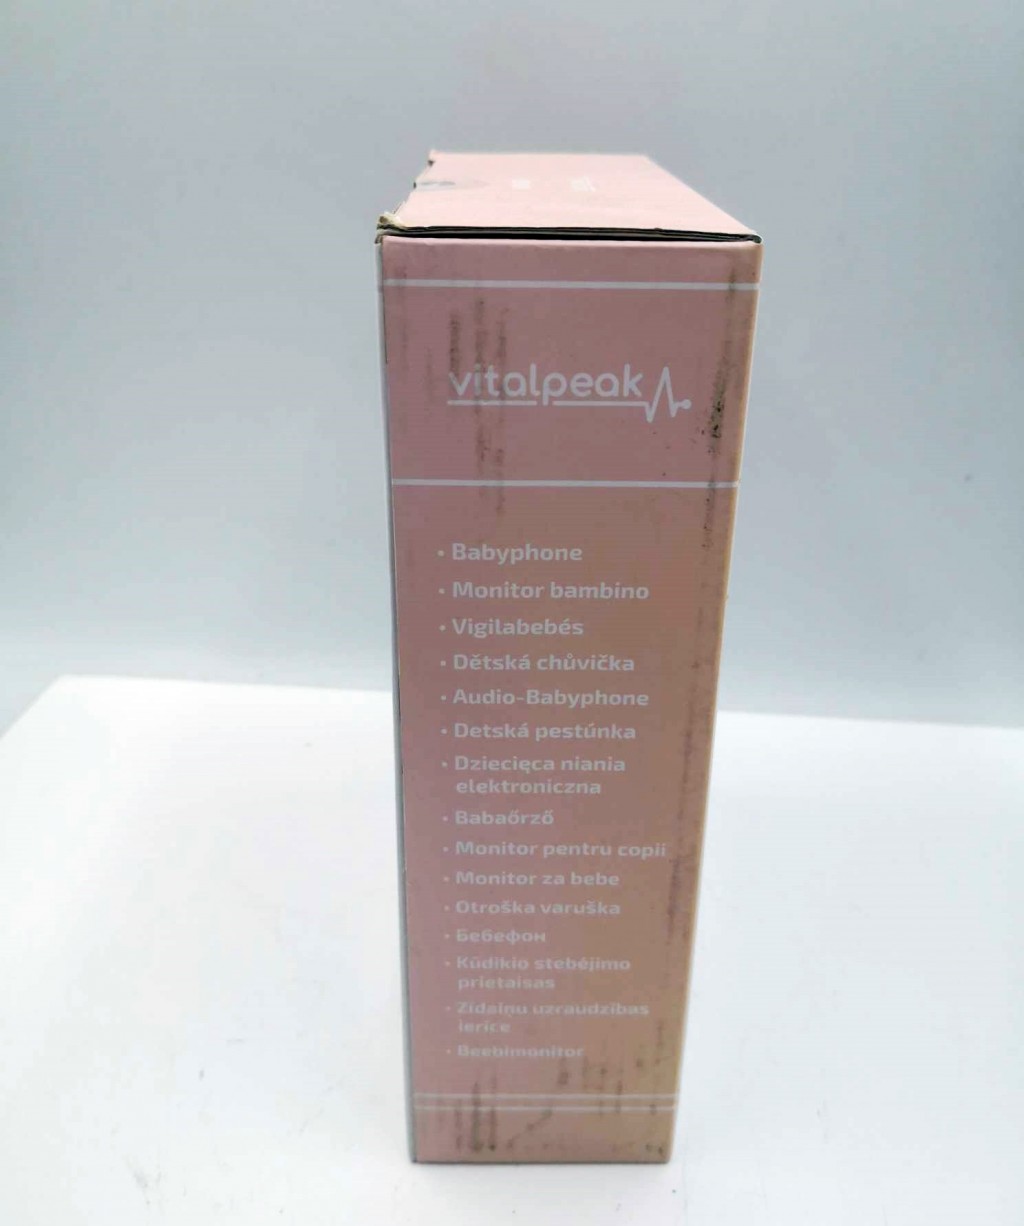 vitalpeak
• Babyphone
• Monitor bambino
• Vigilabebés
• Dětská chůvička
• Audio-Babyphone
• Detská pestúnka
• Dziecięca niania
elektroniczna
• Babaőrző
• Monitor pentru copii
• Monitor za bebe
• Otroška varuška
• Бебефон
• Kūdikio stebėjimo
prietaisas
• Zīdaiņu uzraudzības
ierīce
• Beebimonitor